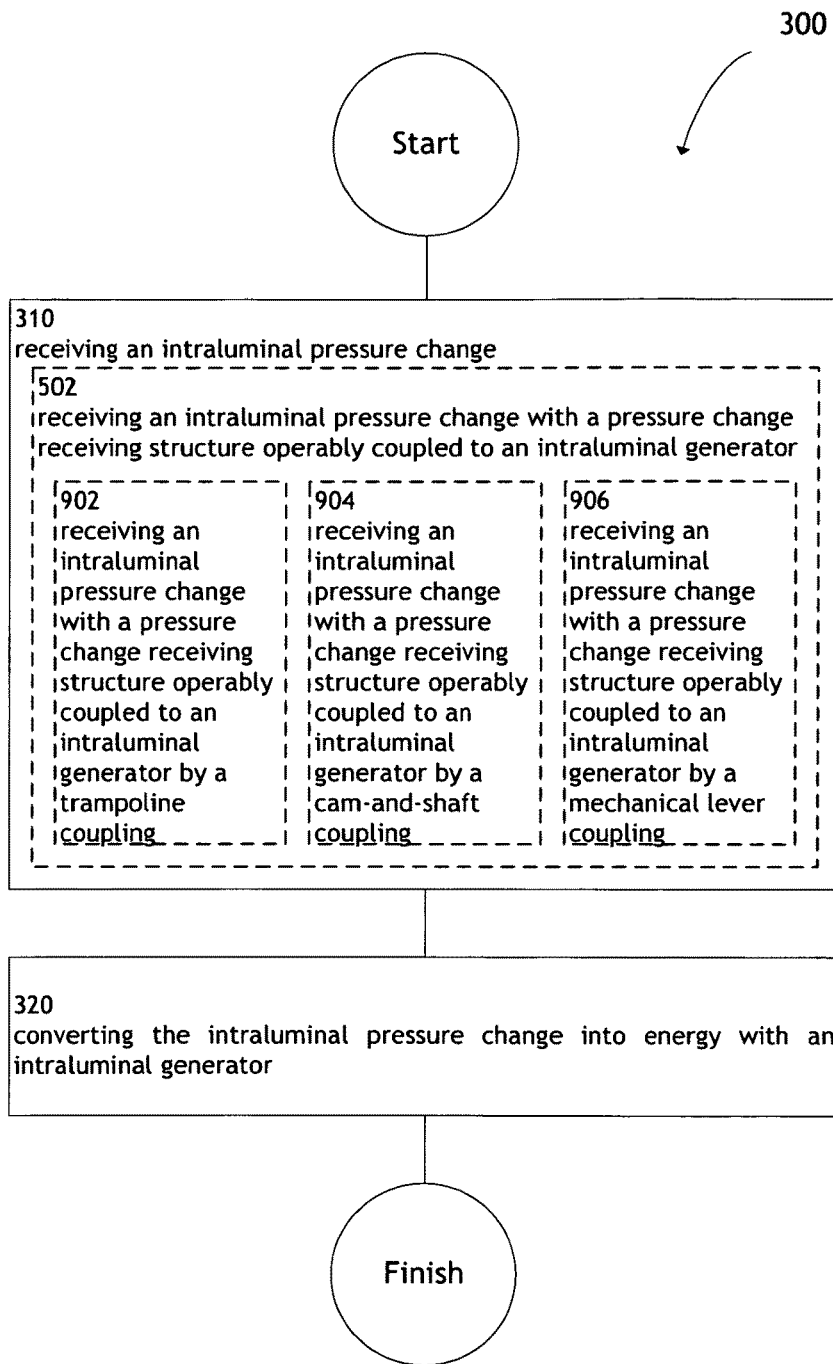 300
Start
310
receiving an intraluminal pressure change
502
receiving an intraluminal pressure change with a pressure change
receiving structure operably coupled to an intraluminal generator
902
receiving an
intraluminal
pressure change
with a pressure
change receiving
structure operably
coupled to an
intraluminal
generator by a
trampoline
coupling
904
receiving an
intraluminal
pressure change
with a pressure
change receiving
structure operably
coupled to an
intraluminal
generator by a
cam-and-shaft
coupling
906
receiving an
intraluminal
pressure change
with a pressure
change receiving
structure operably
coupled to an
intraluminal
generator by a
mechanical lever
coupling
320
converting the intraluminal pressure change into energy with an
intraluminal generator
Finish